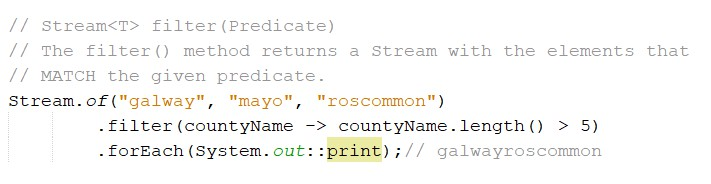 // Stream<T> filter(Predicate)
// The filter() method returns a Stream with the elements that
// MATCH the given predicate.
Stream.of("galway", "mayo", "roscommon")
.filter(countyName -> countyName.length() > 5)
.forEach(System.out::print);// galwayroscommon